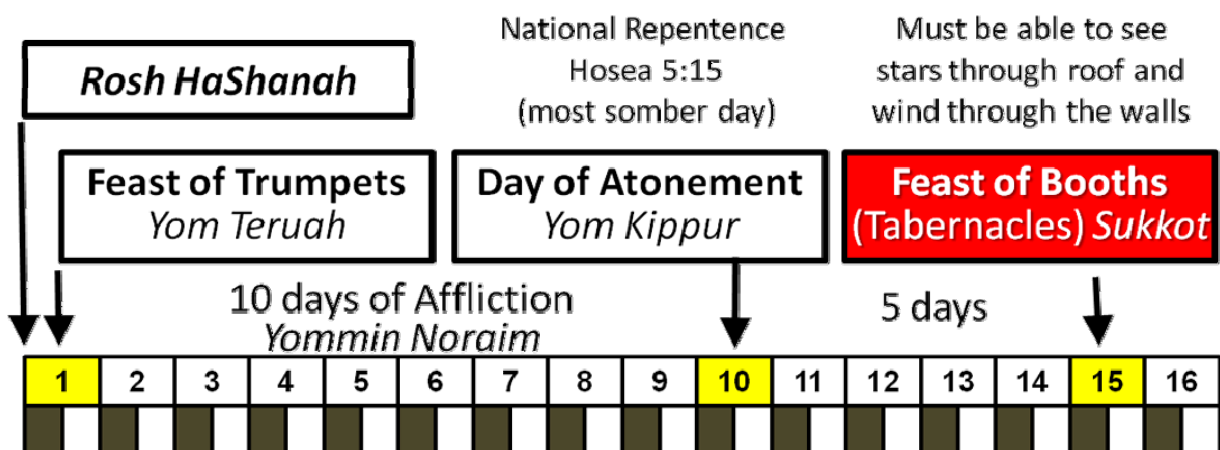 Rosh HaShanah
National Repentence
Hosea 5:15
(most somber day)
Must be able to see
stars through roof and
wind through the walls
Feast of Trumpets
Yom Teruah
Day of Atonement
Yom Kippur
Feast of Booths
(Tabernacles) Sukkot
10 days of Affliction
Yommin Noraim
5 days
1 2 3 4 5 6 7 8 9 10 11 12 13 14 15 16